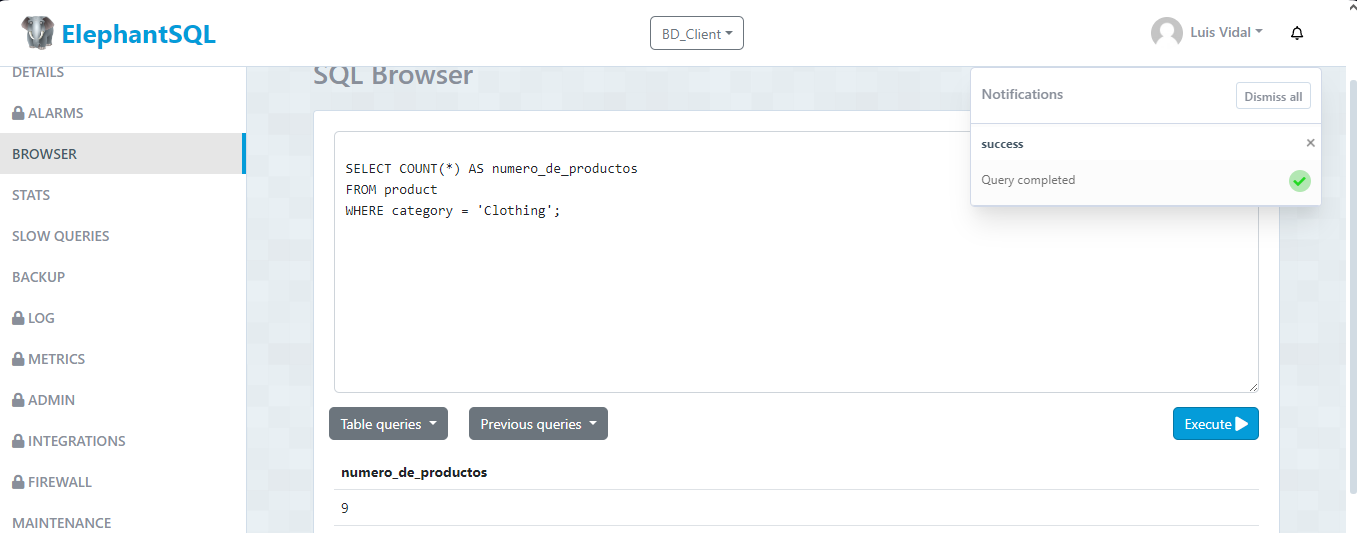 ElephantSQL
BD_Client
Luis Vidal
DETAILS
ALARMS
BROWSER
STATS
SLOW QUERIES
BACKUP
LOG
METRICS
ADMIN
INTEGRATIONS
FIREWALL
MAINTENANCE
SQL Browser
Notifications
Dismiss all
success
×
Query completed
SELECT COUNT(*) AS numero_de_productos
FROM product
WHERE category = 'Clothing';
Table queries
Previous queries
Execute
numero_de_productos
9